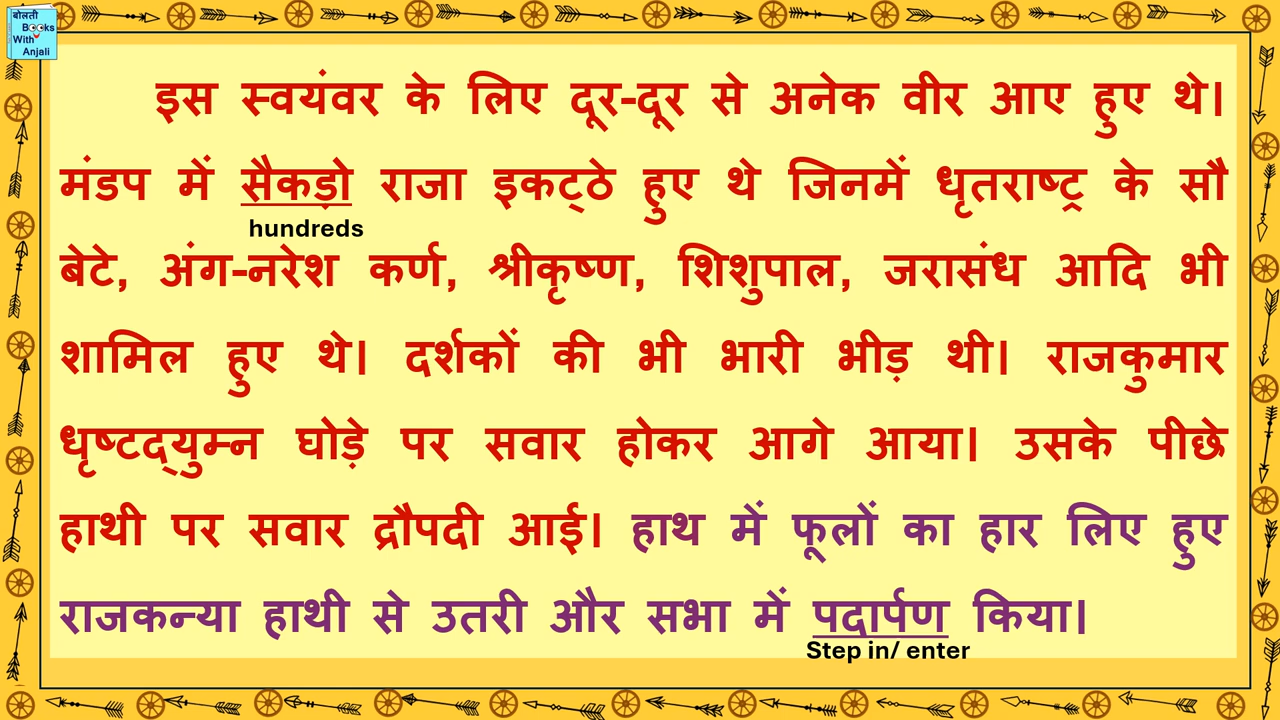 बोलती
Books
With
Anjali
इस स्वयंवर के लिए दूर-दूर से अनेक वीर आए हुए थे।
मंडप में सैकड़ो राजा इकट्ठे हुए थे जिनमें धृतराष्ट्र के सौ
hundreds
बेटे, अंग-नरेश कर्ण, श्रीकृष्ण, शिशुपाल, जरासंध आदि भी
शामिल हुए थे। दर्शकों की भी भारी भीड़ थी। राजकुमार
धृष्टद्युम्न घोड़े पर सवार होकर आगे आया। उसके पीछे
हाथी पर सवार द्रौपदी आई। हाथ में फूलों का हार लिए हुए
राजकन्या हाथी से उतरी और सभा में पदार्पण किया।
Step in/ enter